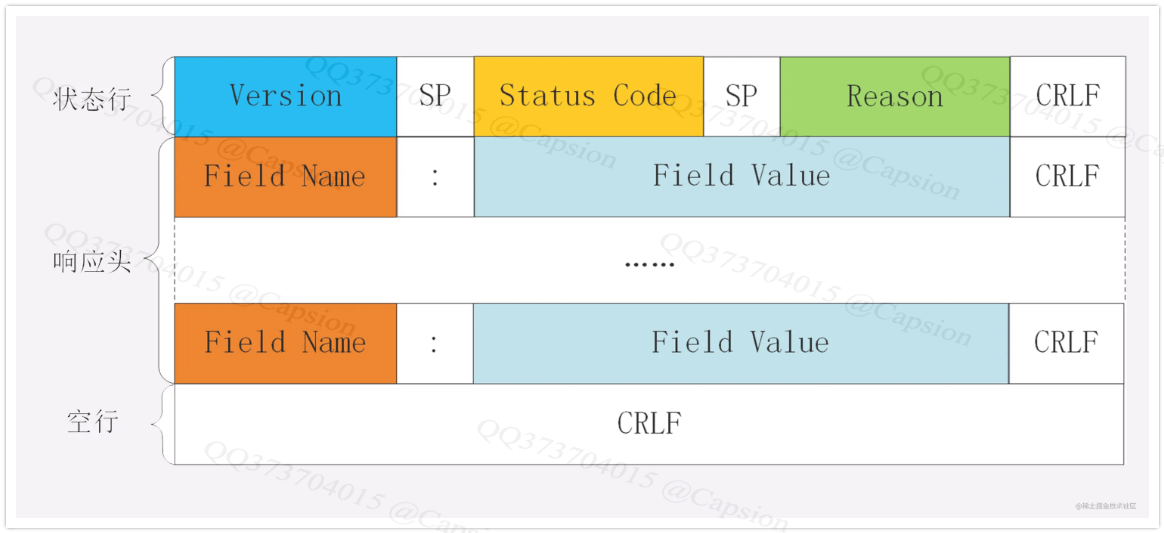 状态行 Version SP Status Code SP Reason CRLF
Field Name : Field Value CRLF
响应头 ......
Field Name : Field Value CRLF
空行 CRLF
QQ373704015 @Capsion
QQ373704015 @Capsion
QQ373704015 @Capsion
QQ373704015 @Capsion
QQ373704015 @Capsion
QQ373704015 @Capsion
QQ373704015 @Capsion
@稀土掘金技术社区